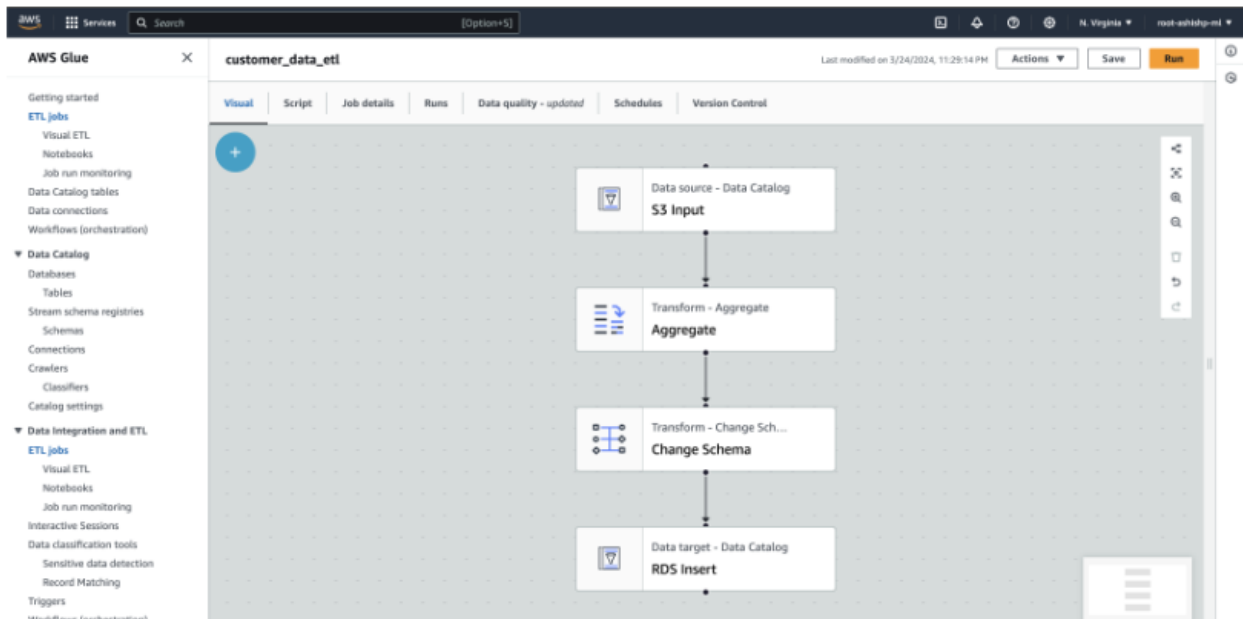 aws
Services
Search
[Option+S]
N. Virginia
root-ashishp-ml
AWS Glue
Getting started
ETL jobs
Visual ETL
Notebooks
Job run monitoring
Data Catalog tables
Data connections
Workflows (orchestration)
Data Catalog
Databases
Tables
Stream schema registries
Schemas
Connections
Crawlers
Classifiers
Catalog settings
Data Integration and ETL
ETL jobs
Visual ETL
Notebooks
Job run monitoring
Interactive Sessions
Data classification tools
Sensitive data detection
Record Matching
Triggers
Workflows (orchestration)
customer_data_etl
Last modified on 3/24/2024, 11:29:14 PM
Actions
Save
Run
Visual
Script
Job details
Runs
Data quality - updated
Schedules
Version Control
Data source - Data Catalog
S3 Input
Transform - Aggregate
Aggregate
Transform - Change Sch...
Change Schema
Data target - Data Catalog
RDS Insert